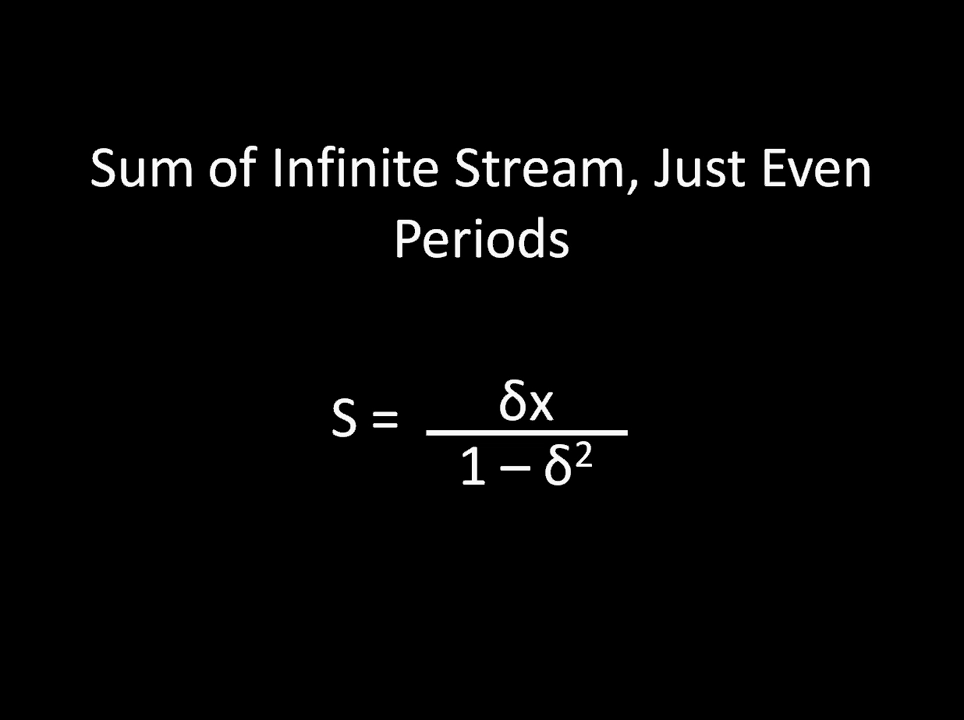 Sum of Infinite Stream, Just Even
Periods
S = δx
1 – δ²